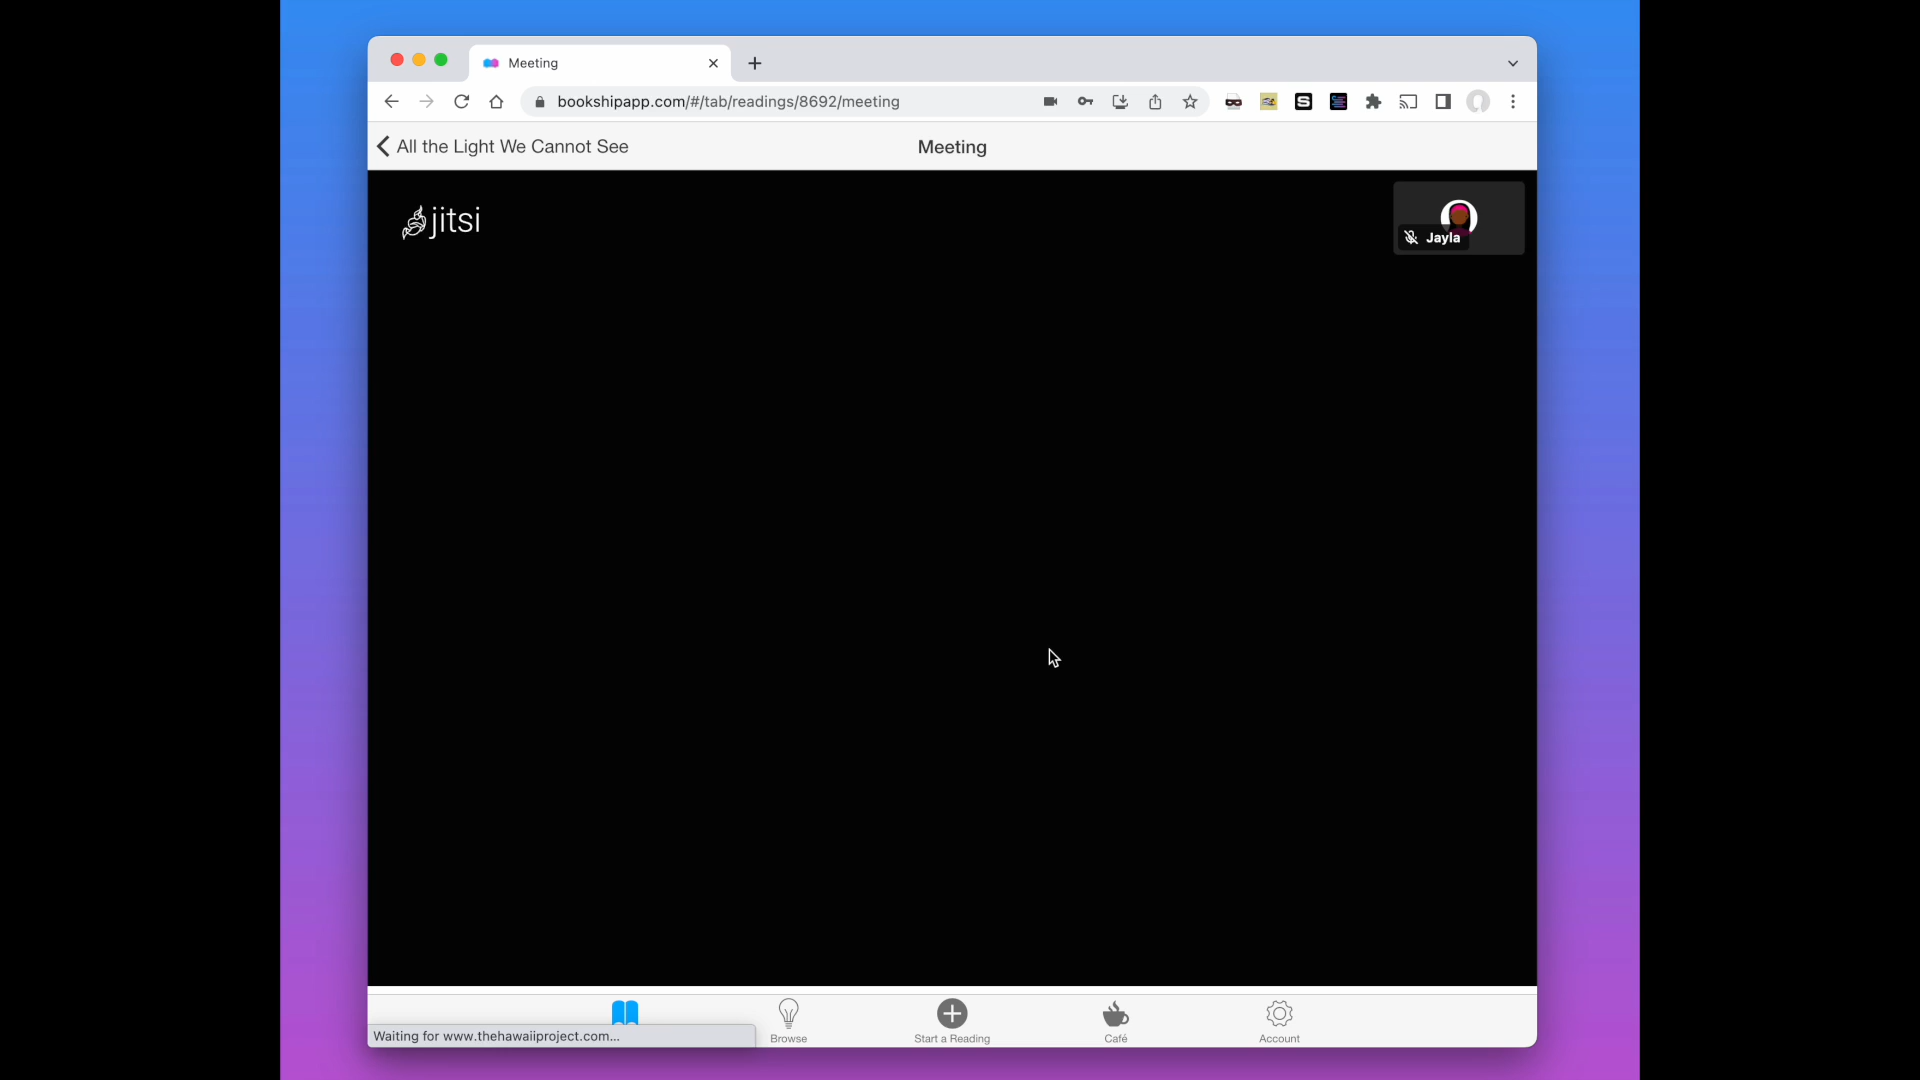 Meeting
bookshipapp.com/#/tab/readings/8692/meeting
All the Light We Cannot See
Meeting
jitsi
Jayla
Waiting for www.thehawaiiproject.com...
Browse
Start a Reading
Café
Account